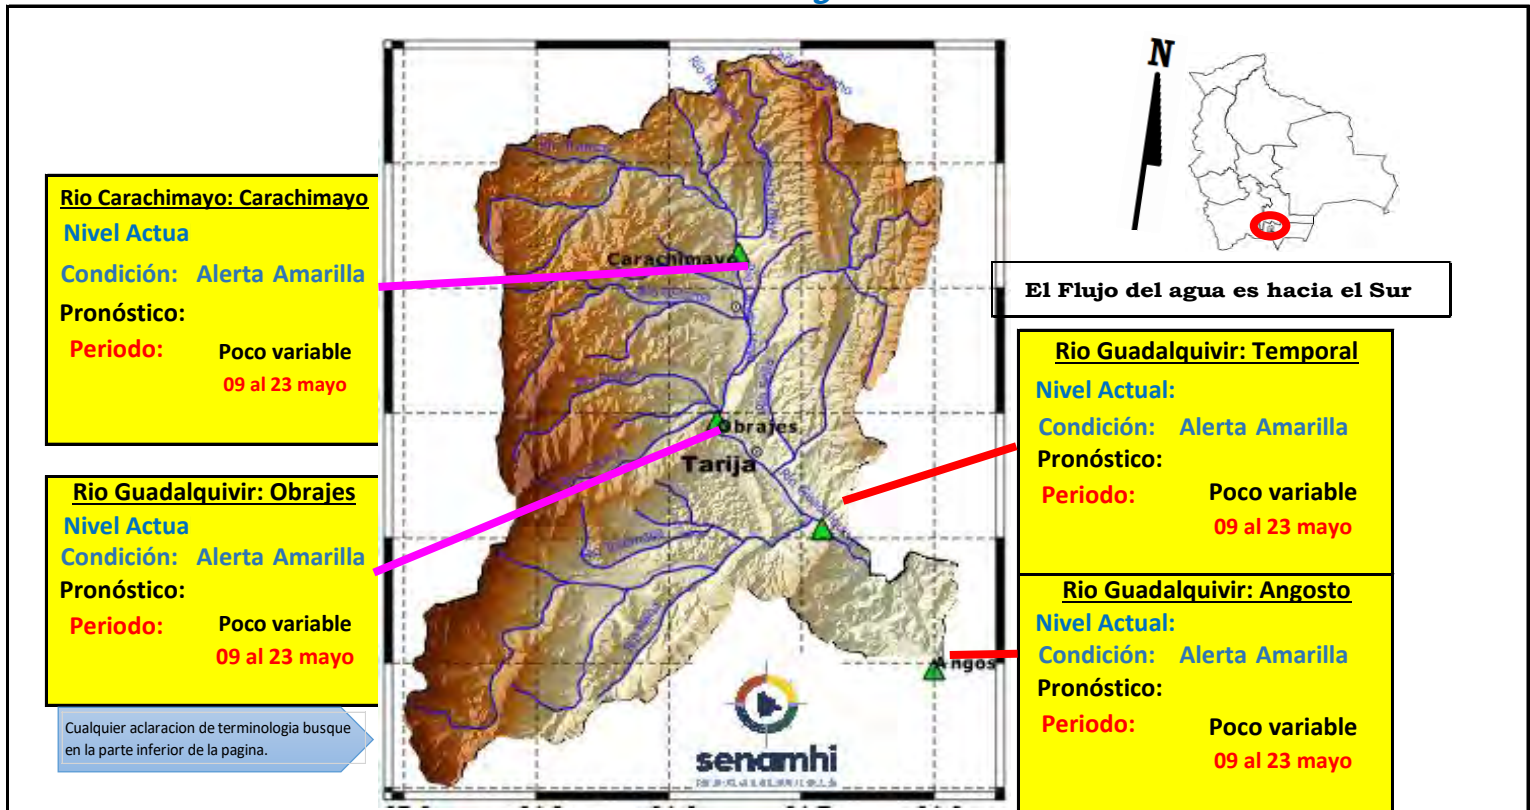 N
El Flujo del agua es hacia el Sur
Rio Carachimayo: Carachimayo
Nivel Actua
Condición: Alerta Amarilla
Pronóstico:
Periodo: Poco variable
09 al 23 mayo
Rio Guadalquivir: Obrajes
Nivel Actua
Condición: Alerta Amarilla
Pronóstico:
Periodo: Poco variable
09 al 23 mayo
Cualquier aclaracion de terminologia busque
en la parte inferior de la pagina.
Carachimayo
Obrajes
Tarija
Angos
senamhi
Rio Guadalquivir: Temporal
Nivel Actual:
Condición: Alerta Amarilla
Pronóstico:
Periodo: Poco variable
09 al 23 mayo
Rio Guadalquivir: Angosto
Nivel Actual:
Condición: Alerta Amarilla
Pronóstico:
Periodo: Poco variable
09 al 23 mayo